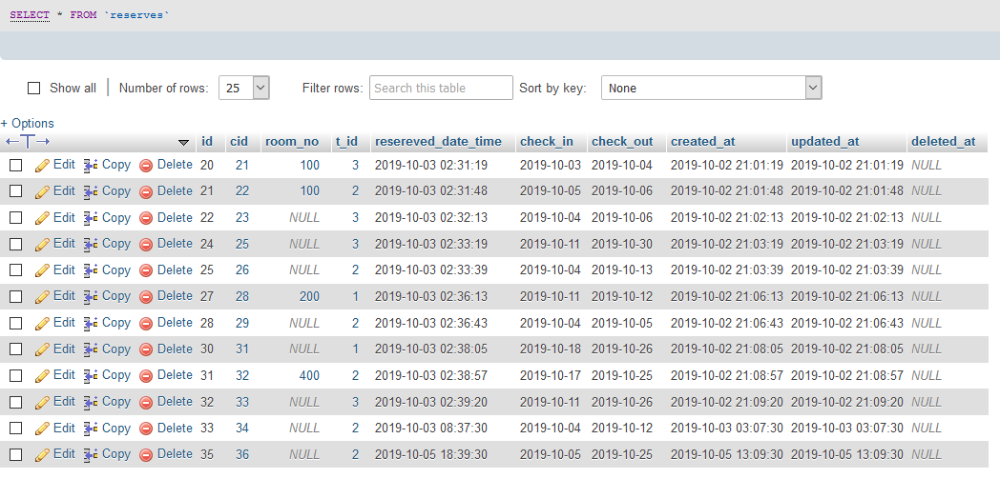 SELECT * FROM `reserves`
Show all Number of rows: 25 Filter rows: Search this table Sort by key: None
+ Options
←T→ id cid room_no t_id resereved_date_time check_in check_out created_at updated_at deleted_at
Edit Copy Delete 20 21 100 3 2019-10-03 02:31:19 2019-10-03 2019-10-04 2019-10-02 21:01:19 2019-10-02 21:01:19 NULL
Edit Copy Delete 21 22 100 2 2019-10-03 02:31:48 2019-10-05 2019-10-06 2019-10-02 21:01:48 2019-10-02 21:01:48 NULL
Edit Copy Delete 22 23 NULL 3 2019-10-03 02:32:13 2019-10-04 2019-10-06 2019-10-02 21:02:13 2019-10-02 21:02:13 NULL
Edit Copy Delete 24 25 NULL 3 2019-10-03 02:33:19 2019-10-11 2019-10-30 2019-10-02 21:03:19 2019-10-02 21:03:19 NULL
Edit Copy Delete 25 26 NULL 2 2019-10-03 02:33:39 2019-10-04 2019-10-13 2019-10-02 21:03:39 2019-10-02 21:03:39 NULL
Edit Copy Delete 27 28 200 1 2019-10-03 02:36:13 2019-10-11 2019-10-12 2019-10-02 21:06:13 2019-10-02 21:06:13 NULL
Edit Copy Delete 28 29 NULL 2 2019-10-03 02:36:43 2019-10-04 2019-10-05 2019-10-02 21:06:43 2019-10-02 21:06:43 NULL
Edit Copy Delete 30 31 NULL 1 2019-10-03 02:38:05 2019-10-18 2019-10-26 2019-10-02 21:08:05 2019-10-02 21:08:05 NULL
Edit Copy Delete 31 32 400 2 2019-10-03 02:38:57 2019-10-17 2019-10-25 2019-10-02 21:08:57 2019-10-02 21:08:57 NULL
Edit Copy Delete 32 33 NULL 3 2019-10-03 02:39:20 2019-10-11 2019-10-26 2019-10-02 21:09:20 2019-10-02 21:09:20 NULL
Edit Copy Delete 33 34 NULL 2 2019-10-03 08:37:30 2019-10-04 2019-10-12 2019-10-03 03:07:30 2019-10-03 03:07:30 NULL
Edit Copy Delete 35 36 NULL 2 2019-10-05 18:39:30 2019-10-05 2019-10-25 2019-10-05 13:09:30 2019-10-05 13:09:30 NULL